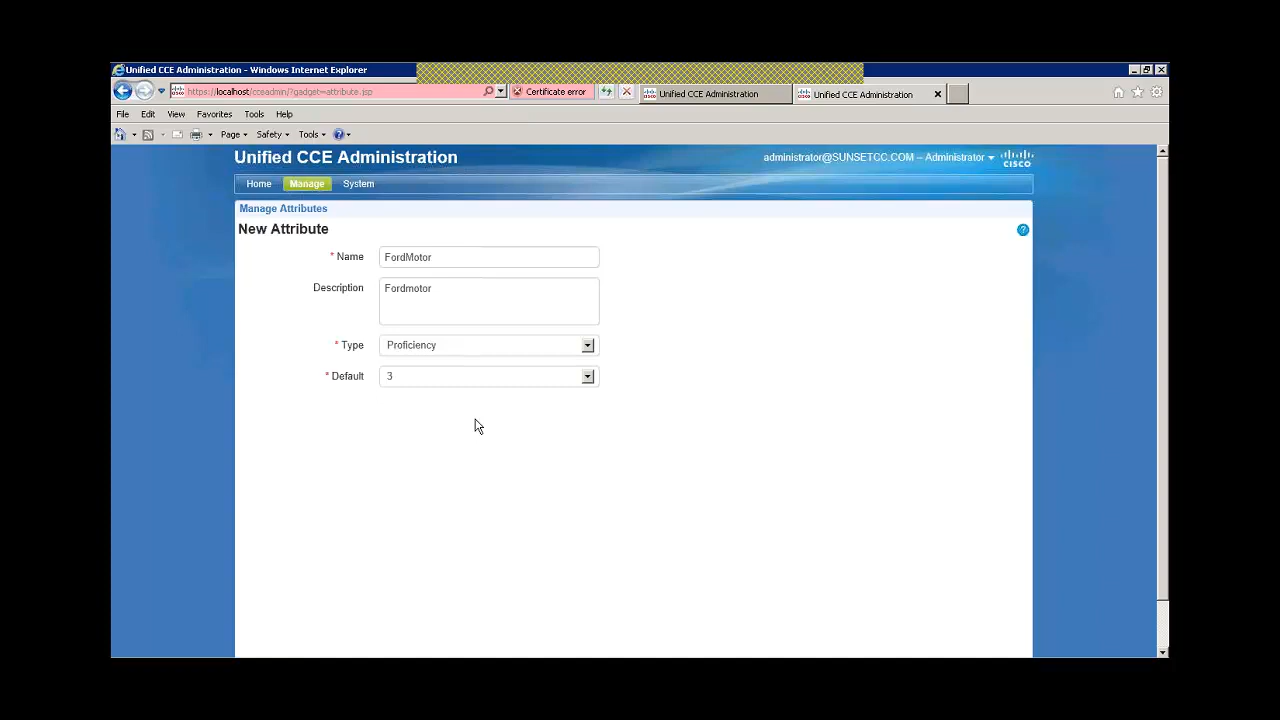 Unified CCE Administration - Windows Internet Explorer
https://localhost/cceadmin/?gadget=attribute.jsp
Certificate error
Unified CCE Administration
Unified CCE Administration
File Edit View Favorites Tools Help
Page Safety Tools
Unified CCE Administration
administrator@SUNSETCC.COM – Administrator
CISCO
Home Manage System
Manage Attributes
New Attribute
* Name FordMotor
Description Fordmotor
* Type Proficiency
* Default 3